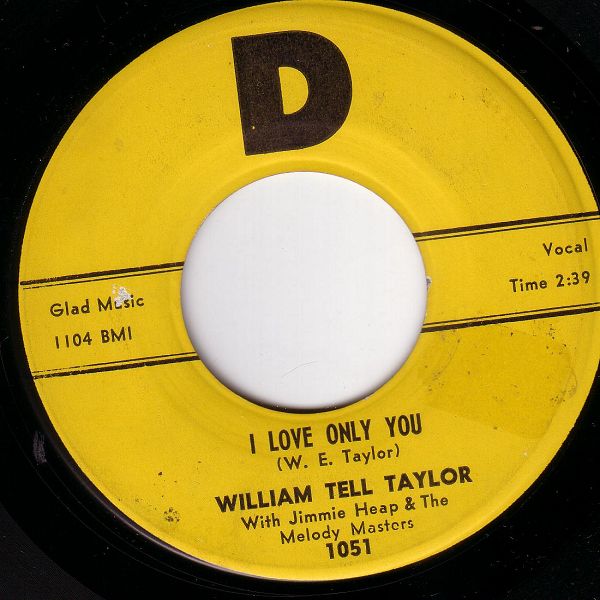 D
Vocal
Time 2:39
Glad Music
1104 BMI
I LOVE ONLY YOU
(W. E. Taylor)
WILLIAM TELL TAYLOR
With Jimmie Heap & The
Melody Masters
1051